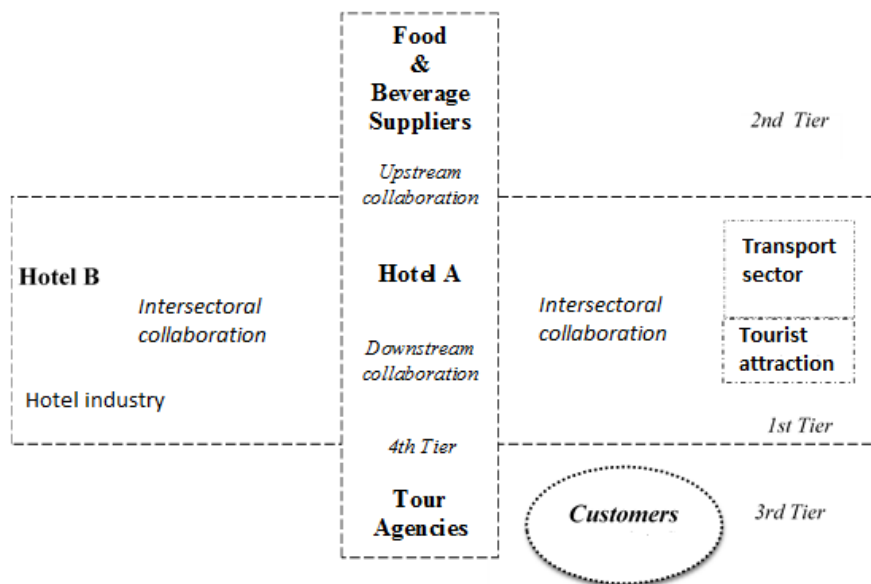 Food
&
Beverage
Suppliers
2nd Tier
Upstream
collaboration
Hotel B
Intersectoral
collaboration
Hotel industry
Hotel A
Downstream
collaboration
Intersectoral
collaboration
Transport
sector
Tourist
attraction
1st Tier
4th Tier
Tour
Agencies
Customers
3rd Tier